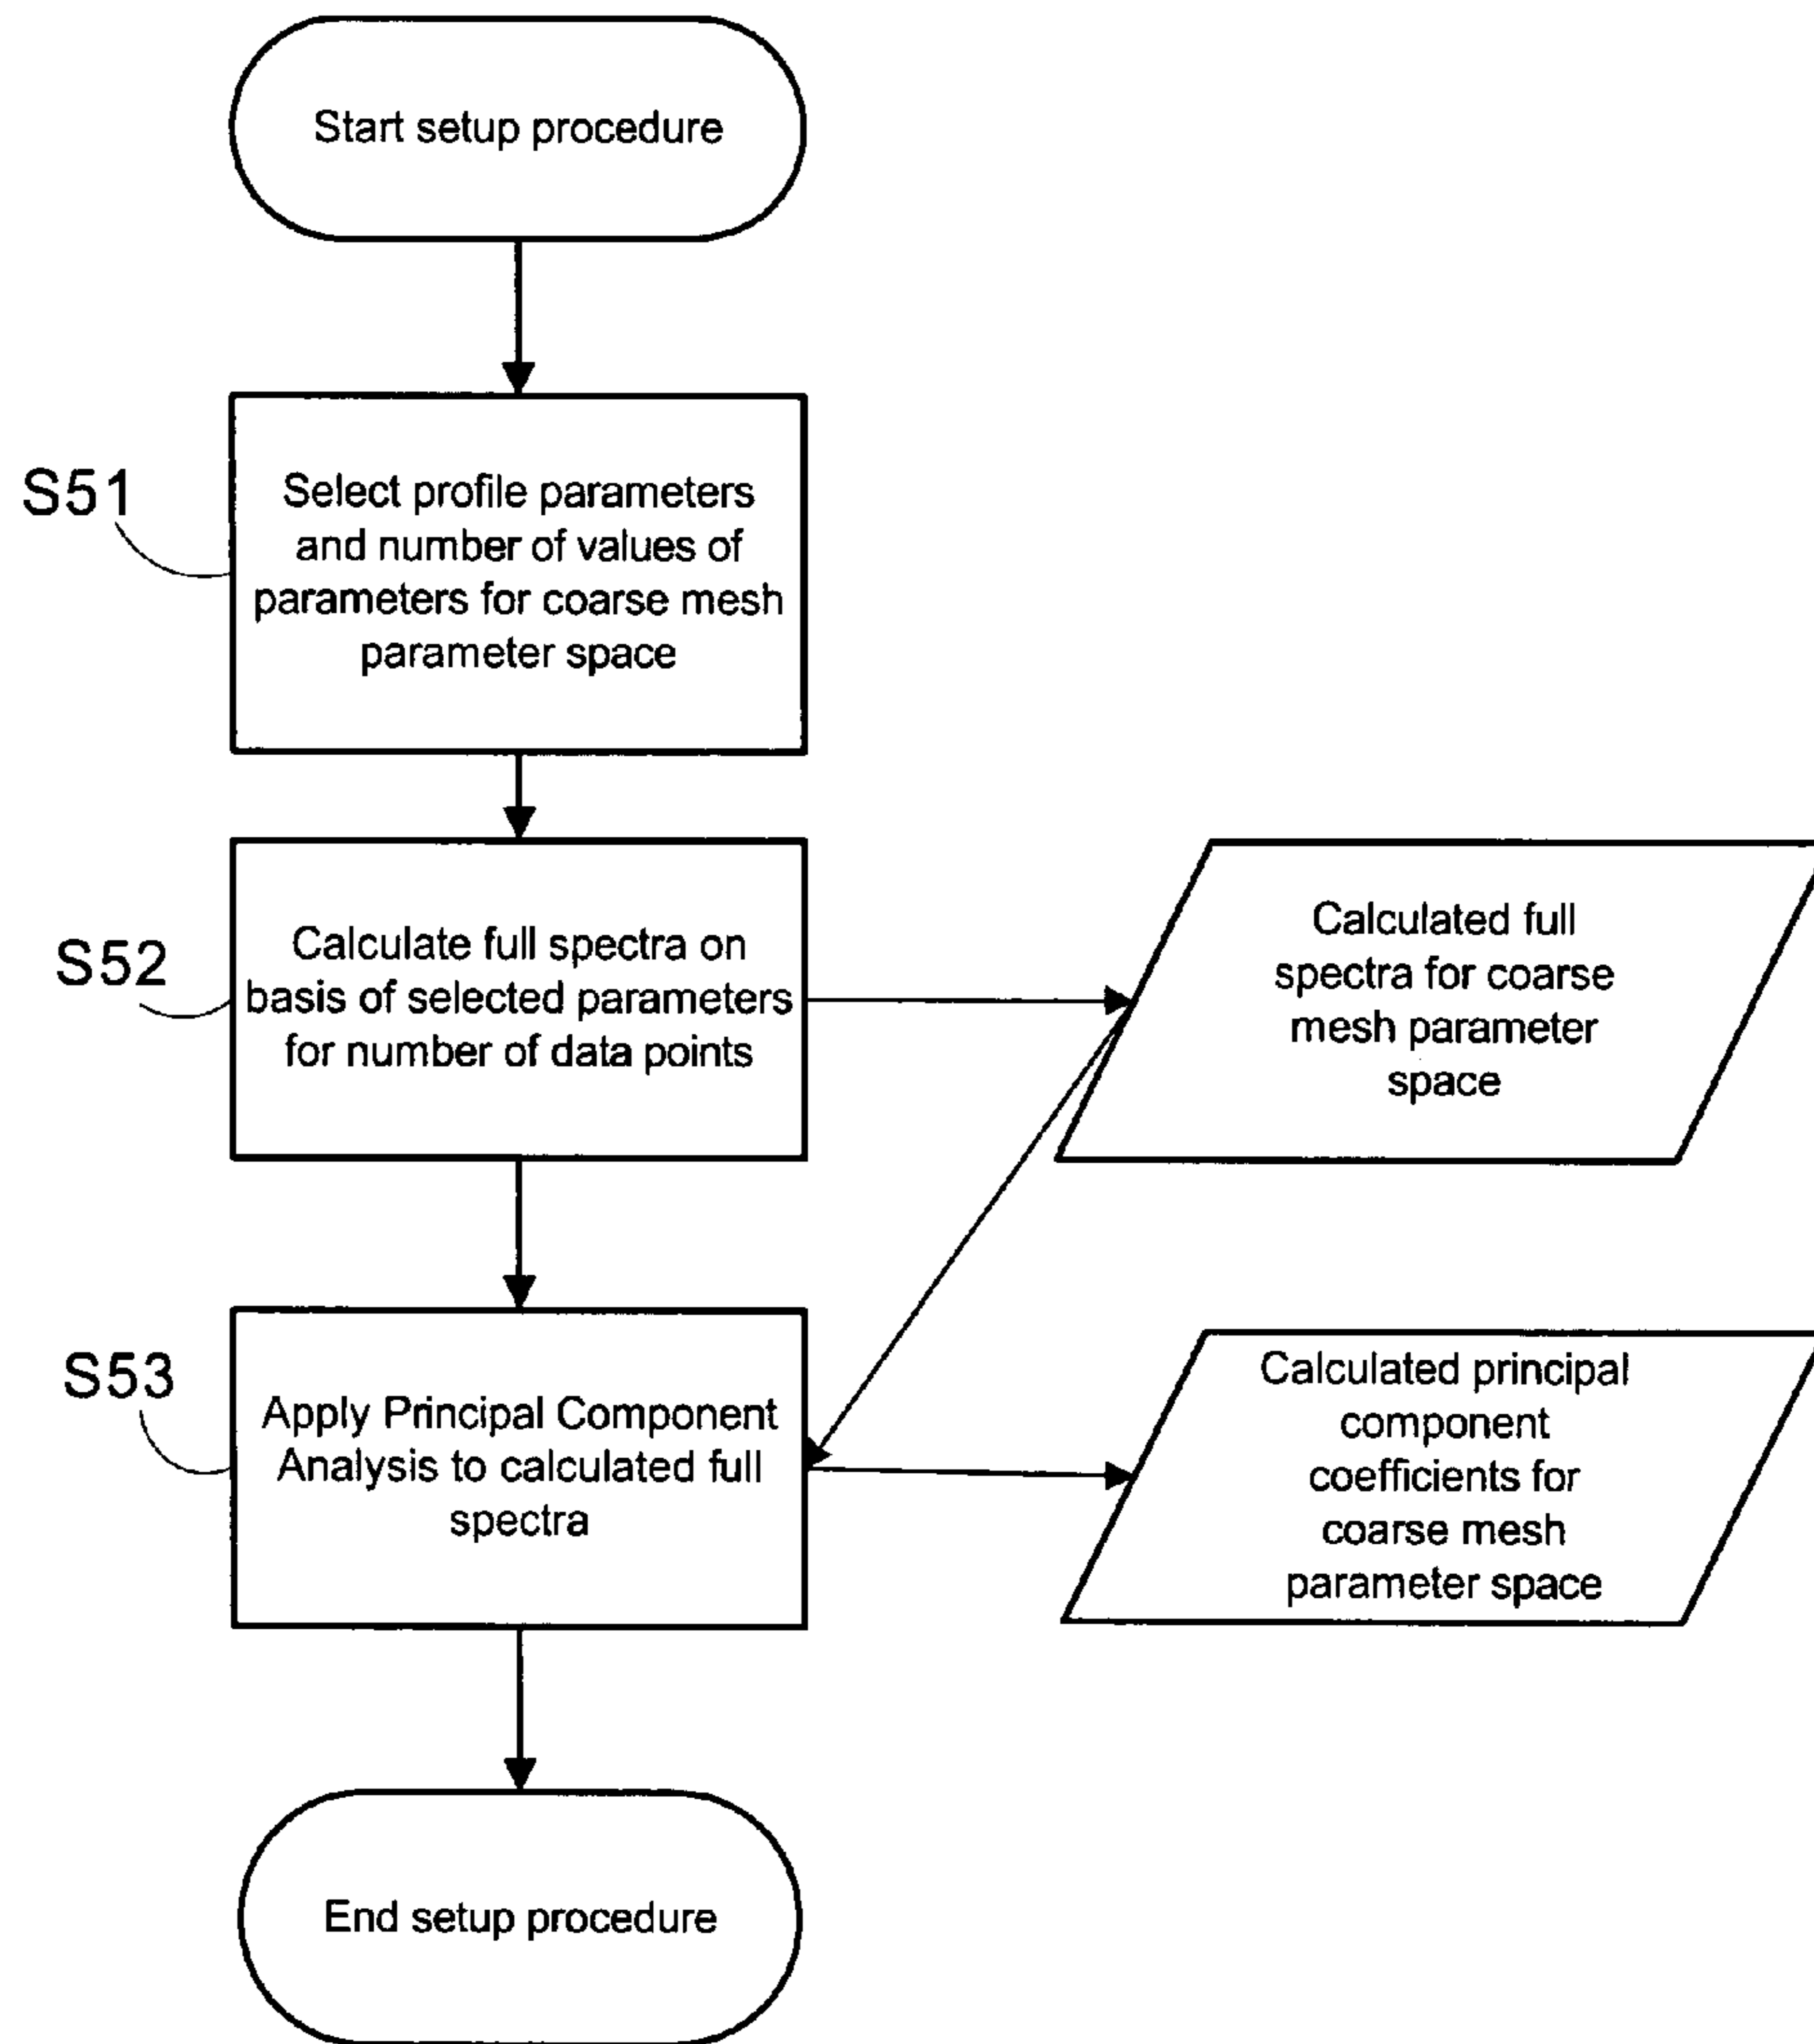 Start setup procedure
S51
Select profile parameters
and number of values of
parameters for coarse mesh
parameter space
S52
Calculate full spectra on
basis of selected parameters
for number of data points
Calculated full
spectra for coarse
mesh parameter
space
S53
Apply Principal Component
Analysis to calculated full
spectra
Calculated principal
component
coefficients for
coarse mesh
parameter space
End setup procedure